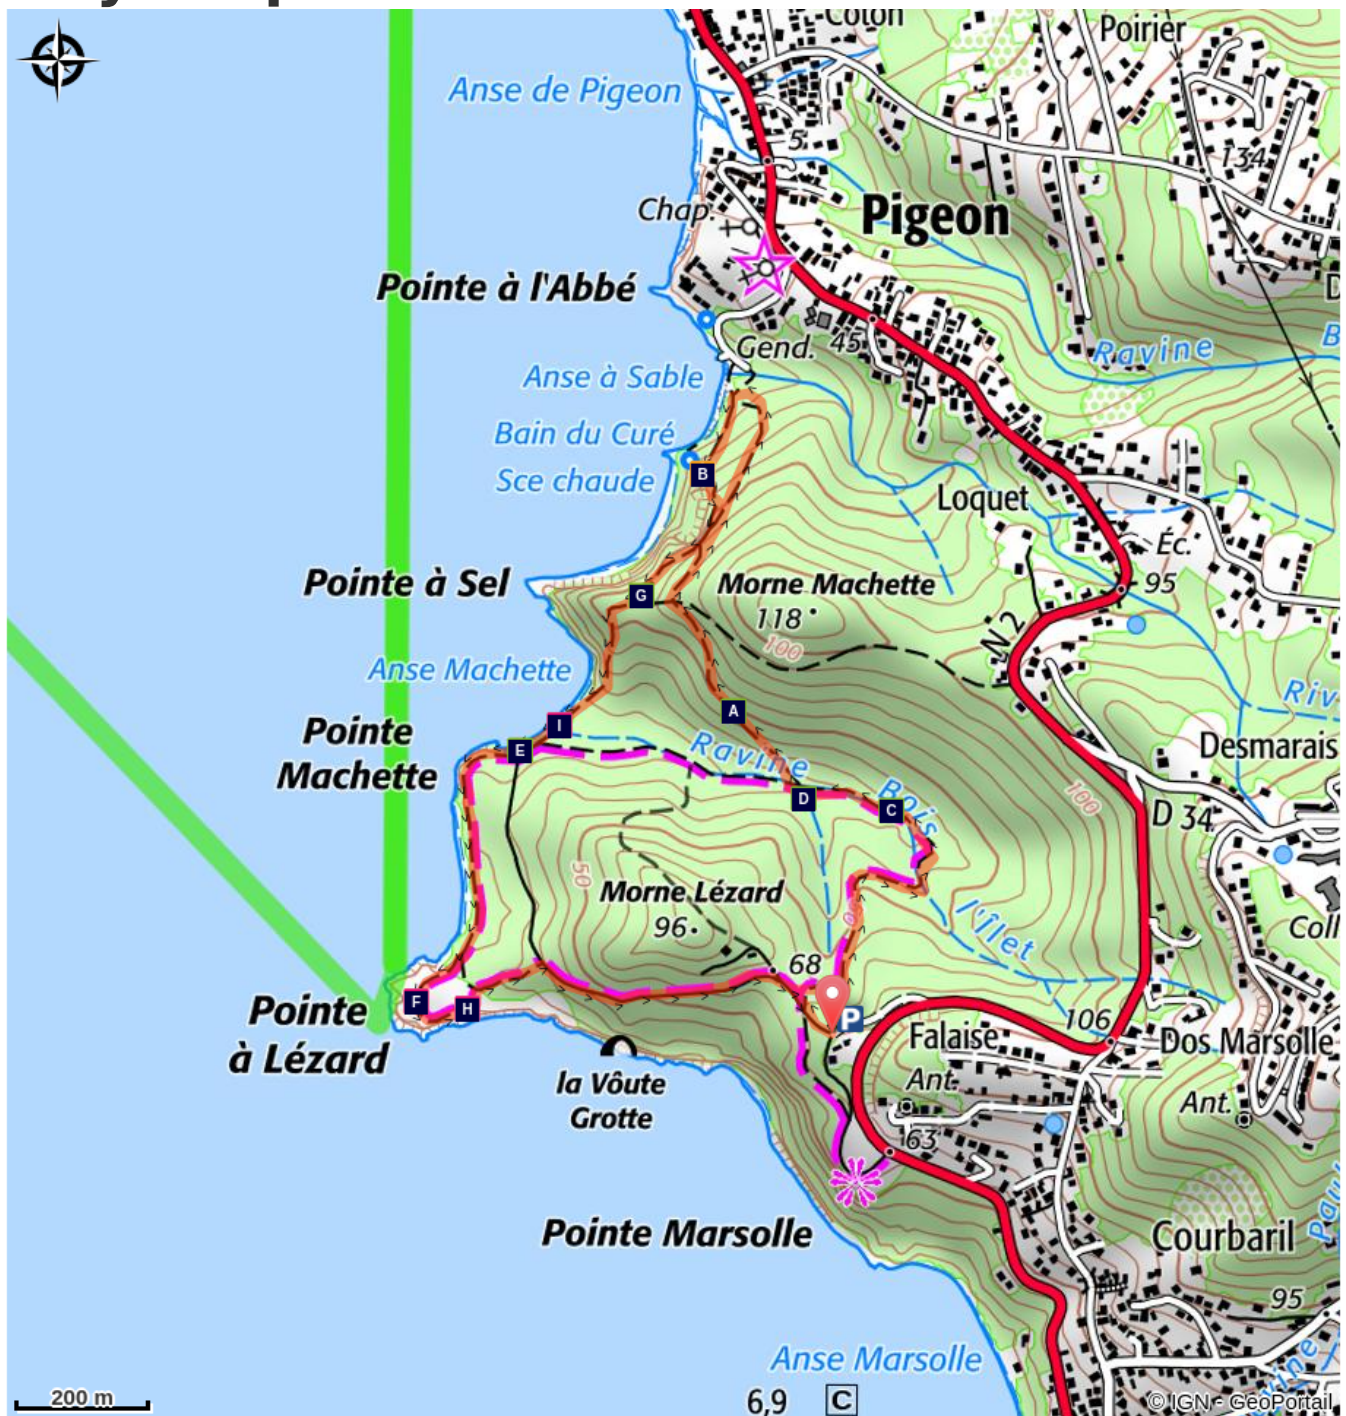 Colon
Poirier
Anse de Pigeon
5
134
Chap.
Pigeon
Pointe à l'Abbé
Gend.
45
Ravine
Anse à Sable
Bain du Curé
Sce chaude
B
Loquet
Éc.
Pointe à Sel
G
Morne Machette
118
100
95
N 2
Anse Machette
Riv
A
Pointe
Machette
I
E
Ravine
Desmarais
D
Bois
C
100
D 34
50
Morne Lézard
96
l'îlet
Coll
68
F
H
P
Pointe
à Lézard
106
Falaise
Dos Marsolle
la Vôute
Grotte
Ant.
Ant.
63
Pointe Marsolle
Courbaril
95
Anse Marsolle
200 m
6,9
C
© IGN - GeoPortail